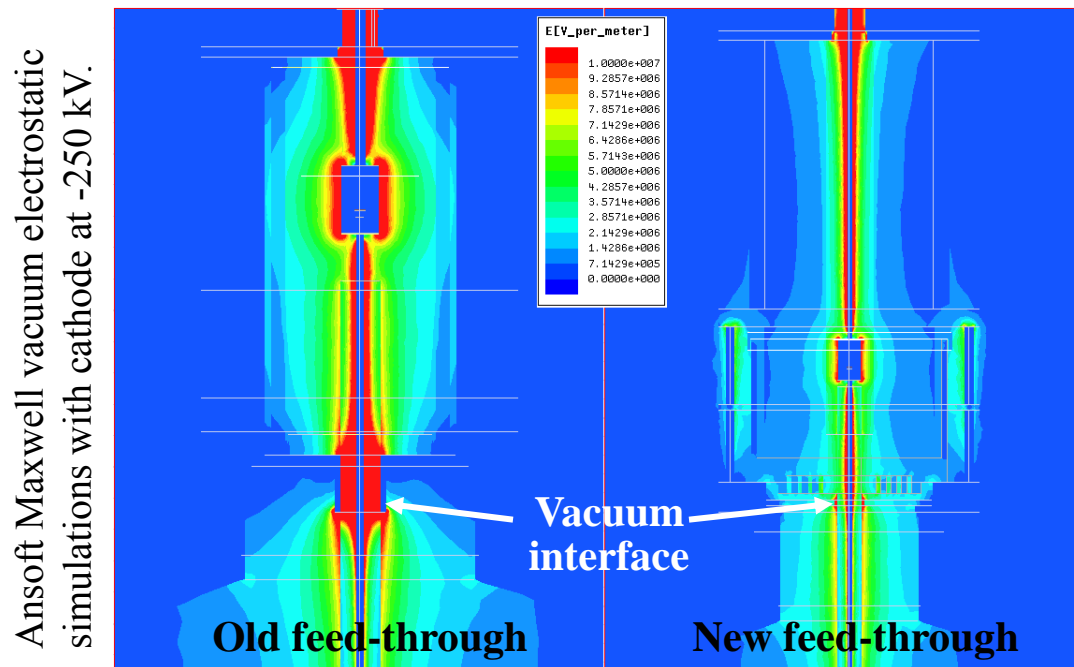 Ansoft Maxwell vacuum electrostatic
simulations with cathode at -250 kV.
E[V_per_meter]
1.0000e+007
9.2857e+006
8.5714e+006
7.8571e+006
7.1429e+006
6.4286e+006
5.7143e+006
5.0000e+006
4.2857e+006
3.5714e+006
2.8571e+006
2.1429e+006
1.4286e+006
7.1429e+005
0.0000e+000
Vacuum
interface
Old feed-through
New feed-through